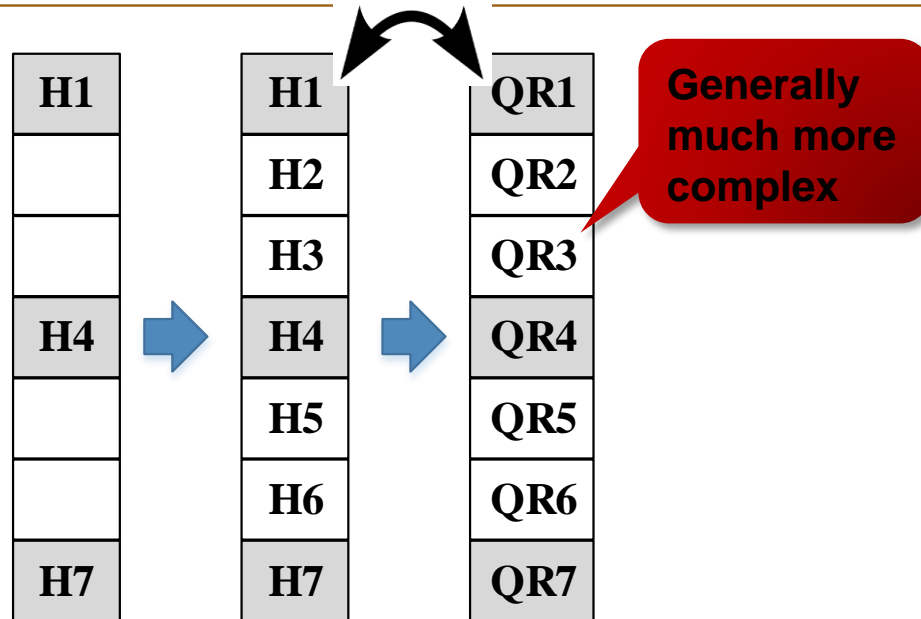 H1
H4
H7
H1
H2
H3
H4
H5
H6
H7
QR1
QR2
QR3
QR4
QR5
QR6
QR7
Generally
much more
complex